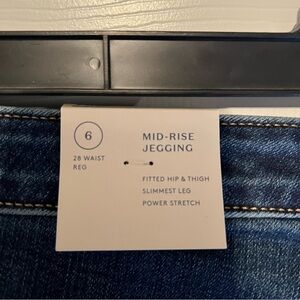 6
28 WAIST
REG
MID-RISE
JEGGING
FITTED HIP & THIGH
SLIMMEST LEG
POWER STRETCH